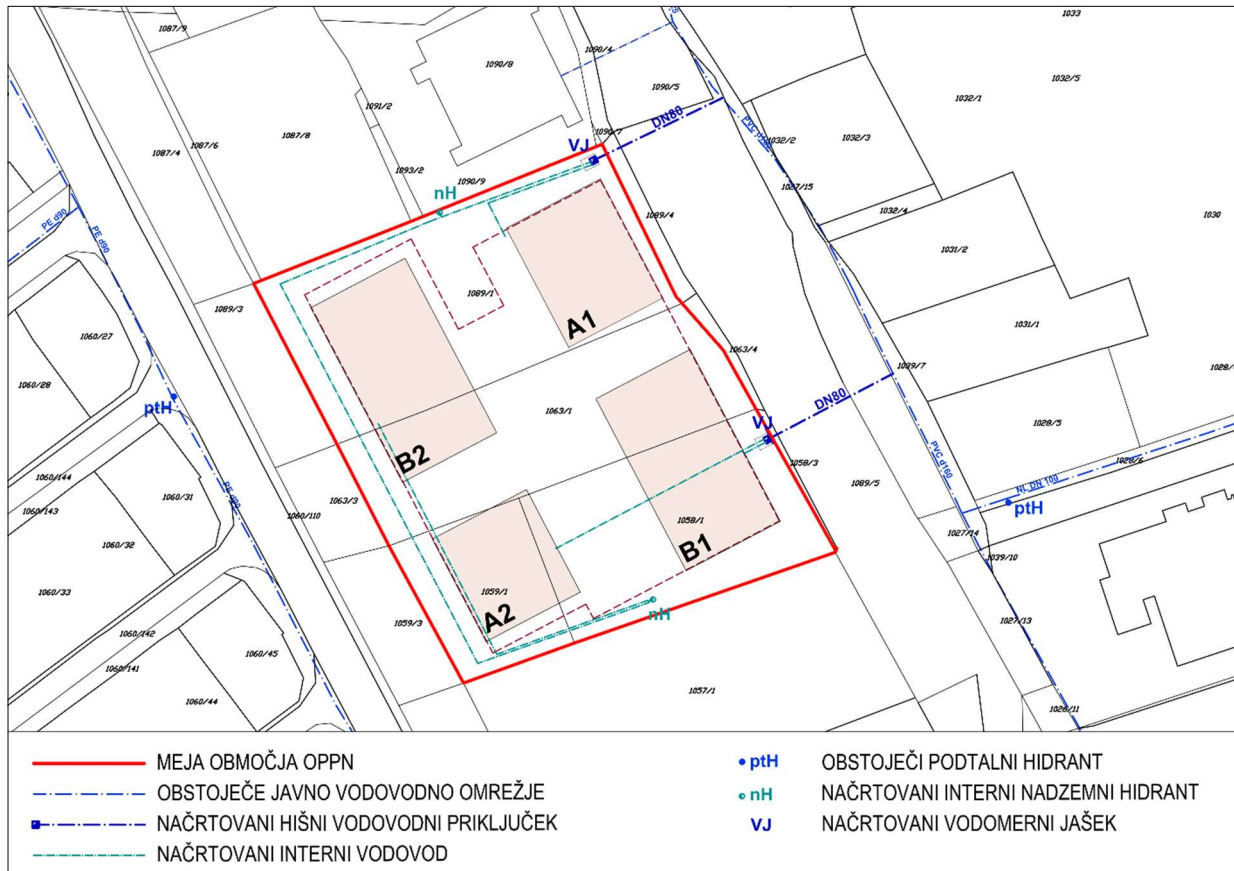 1087/9
1033
1090/4
1090/8
1032/5
1090/5
1091/2
1032/1
DN80
1087/8
1090/7
1032/2
1032/3
1087/6
1087/4
VJ
1093/2
1090/9
1027/15
nH
1032/4
1030
1089/4
PE d90
PE d90
1031/2
1089/1
1089/3
A1
1031/1
1060/27
1063/4
1039/7
1060/28
DN80
ptH
1063/1
VJ
1028/5
B2
1058/3
1028/6
PVC d160
1060/144
1089/5
1060/31
NL DN 100
1063/3
ptH
1060/143
1060/110
1058/1
1027/14
1060/32
B1
1039/10
1060/33
1059/1
nH
A2
1059/3
1027/13
1060/142
1060/45
1060/141
1057/1
1060/44
1026/11
MEJA OBMOČJA OPPN
OBSTOJEČE JAVNO VODOVODNO OMREŽJE
NAČRTOVANI HIŠNI VODOVODNI PRIKLJUČEK
NAČRTOVANI INTERNI VODOVOD
ptH OBSTOJEČI PODTALNI HIDRANT
nH NAČRTOVANI INTERNI NADZEMNI HIDRANT
VJ NAČRTOVANI VODOMERNI JAŠEK